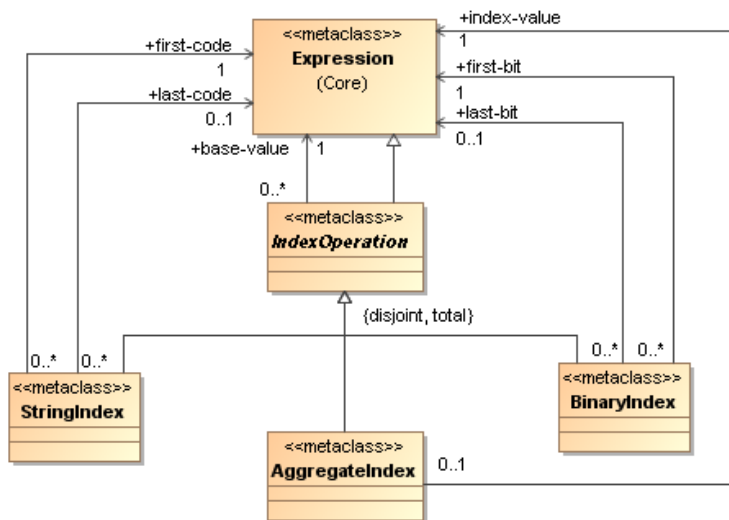 <<metaclass>>
Expression
(Core)
+first-code
1
+last-code
0..1
+index-value
1
+first-bit
1
+last-bit
0..1
+base-value
1
0..*
<<metaclass>>
IndexOperation
{disjoint, total}
0..*
0..*
<<metaclass>>
StringIndex
0..*
0..*
<<metaclass>>
BinaryIndex
<<metaclass>>
AggregateIndex
0..1